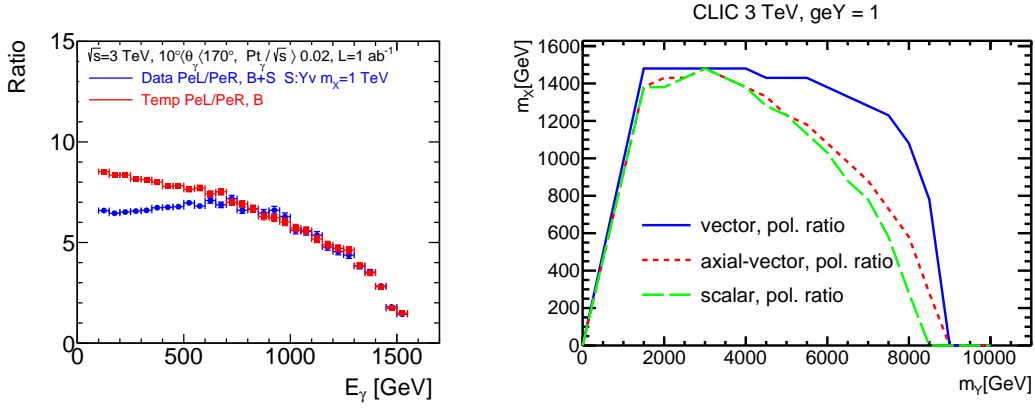 Ratio
15
10
5
0
√s=3 TeV, 10°⟨θγ⟨170°, Ptγ/√s ⟩ 0.02, L=1 ab⁻¹
Data PeL/PeR, B+S S:Yv mχ=1 TeV
Temp PeL/PeR, B
0 500 1000 1500
Eγ [GeV]
CLIC 3 TeV, geY = 1
mX[GeV]
1600
1400
1200
1000
800
600
400
200
0
vector, pol. ratio
axial-vector, pol. ratio
scalar, pol. ratio
0 2000 4000 6000 8000 10000
mY[GeV]